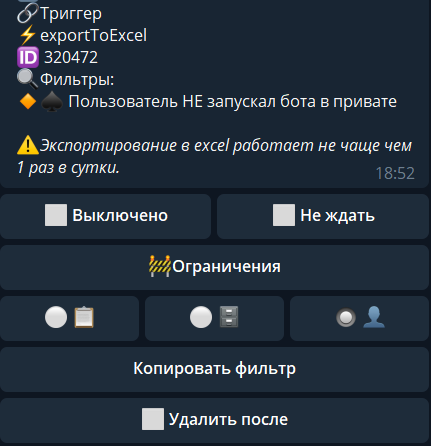 Триггер
exportToExcel
ID 320472
Фильтры:
Пользователь НЕ запускал бота в привате
Экспортирование в excel работает не чаще чем
1 раз в сутки.
18:52
Выключено
Не ждать
Ограничения
Копировать фильтр
Удалить после